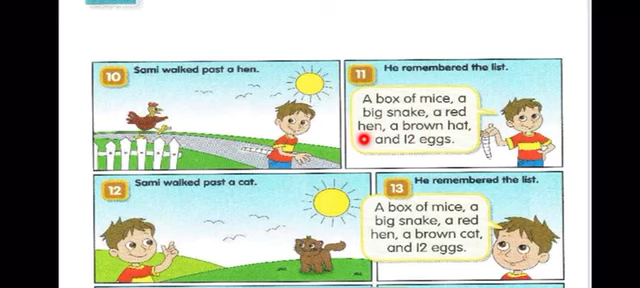 10
Sami walked past a hen.
11
He remembered the list.
A box of mice, a
big snake, a red
hen, a brown hat,
and 12 eggs.
12
Sami walked past a cat.
13
He remembered the list.
A box of mice, a
big snake, a red
hen, a brown cat,
and 12 eggs.